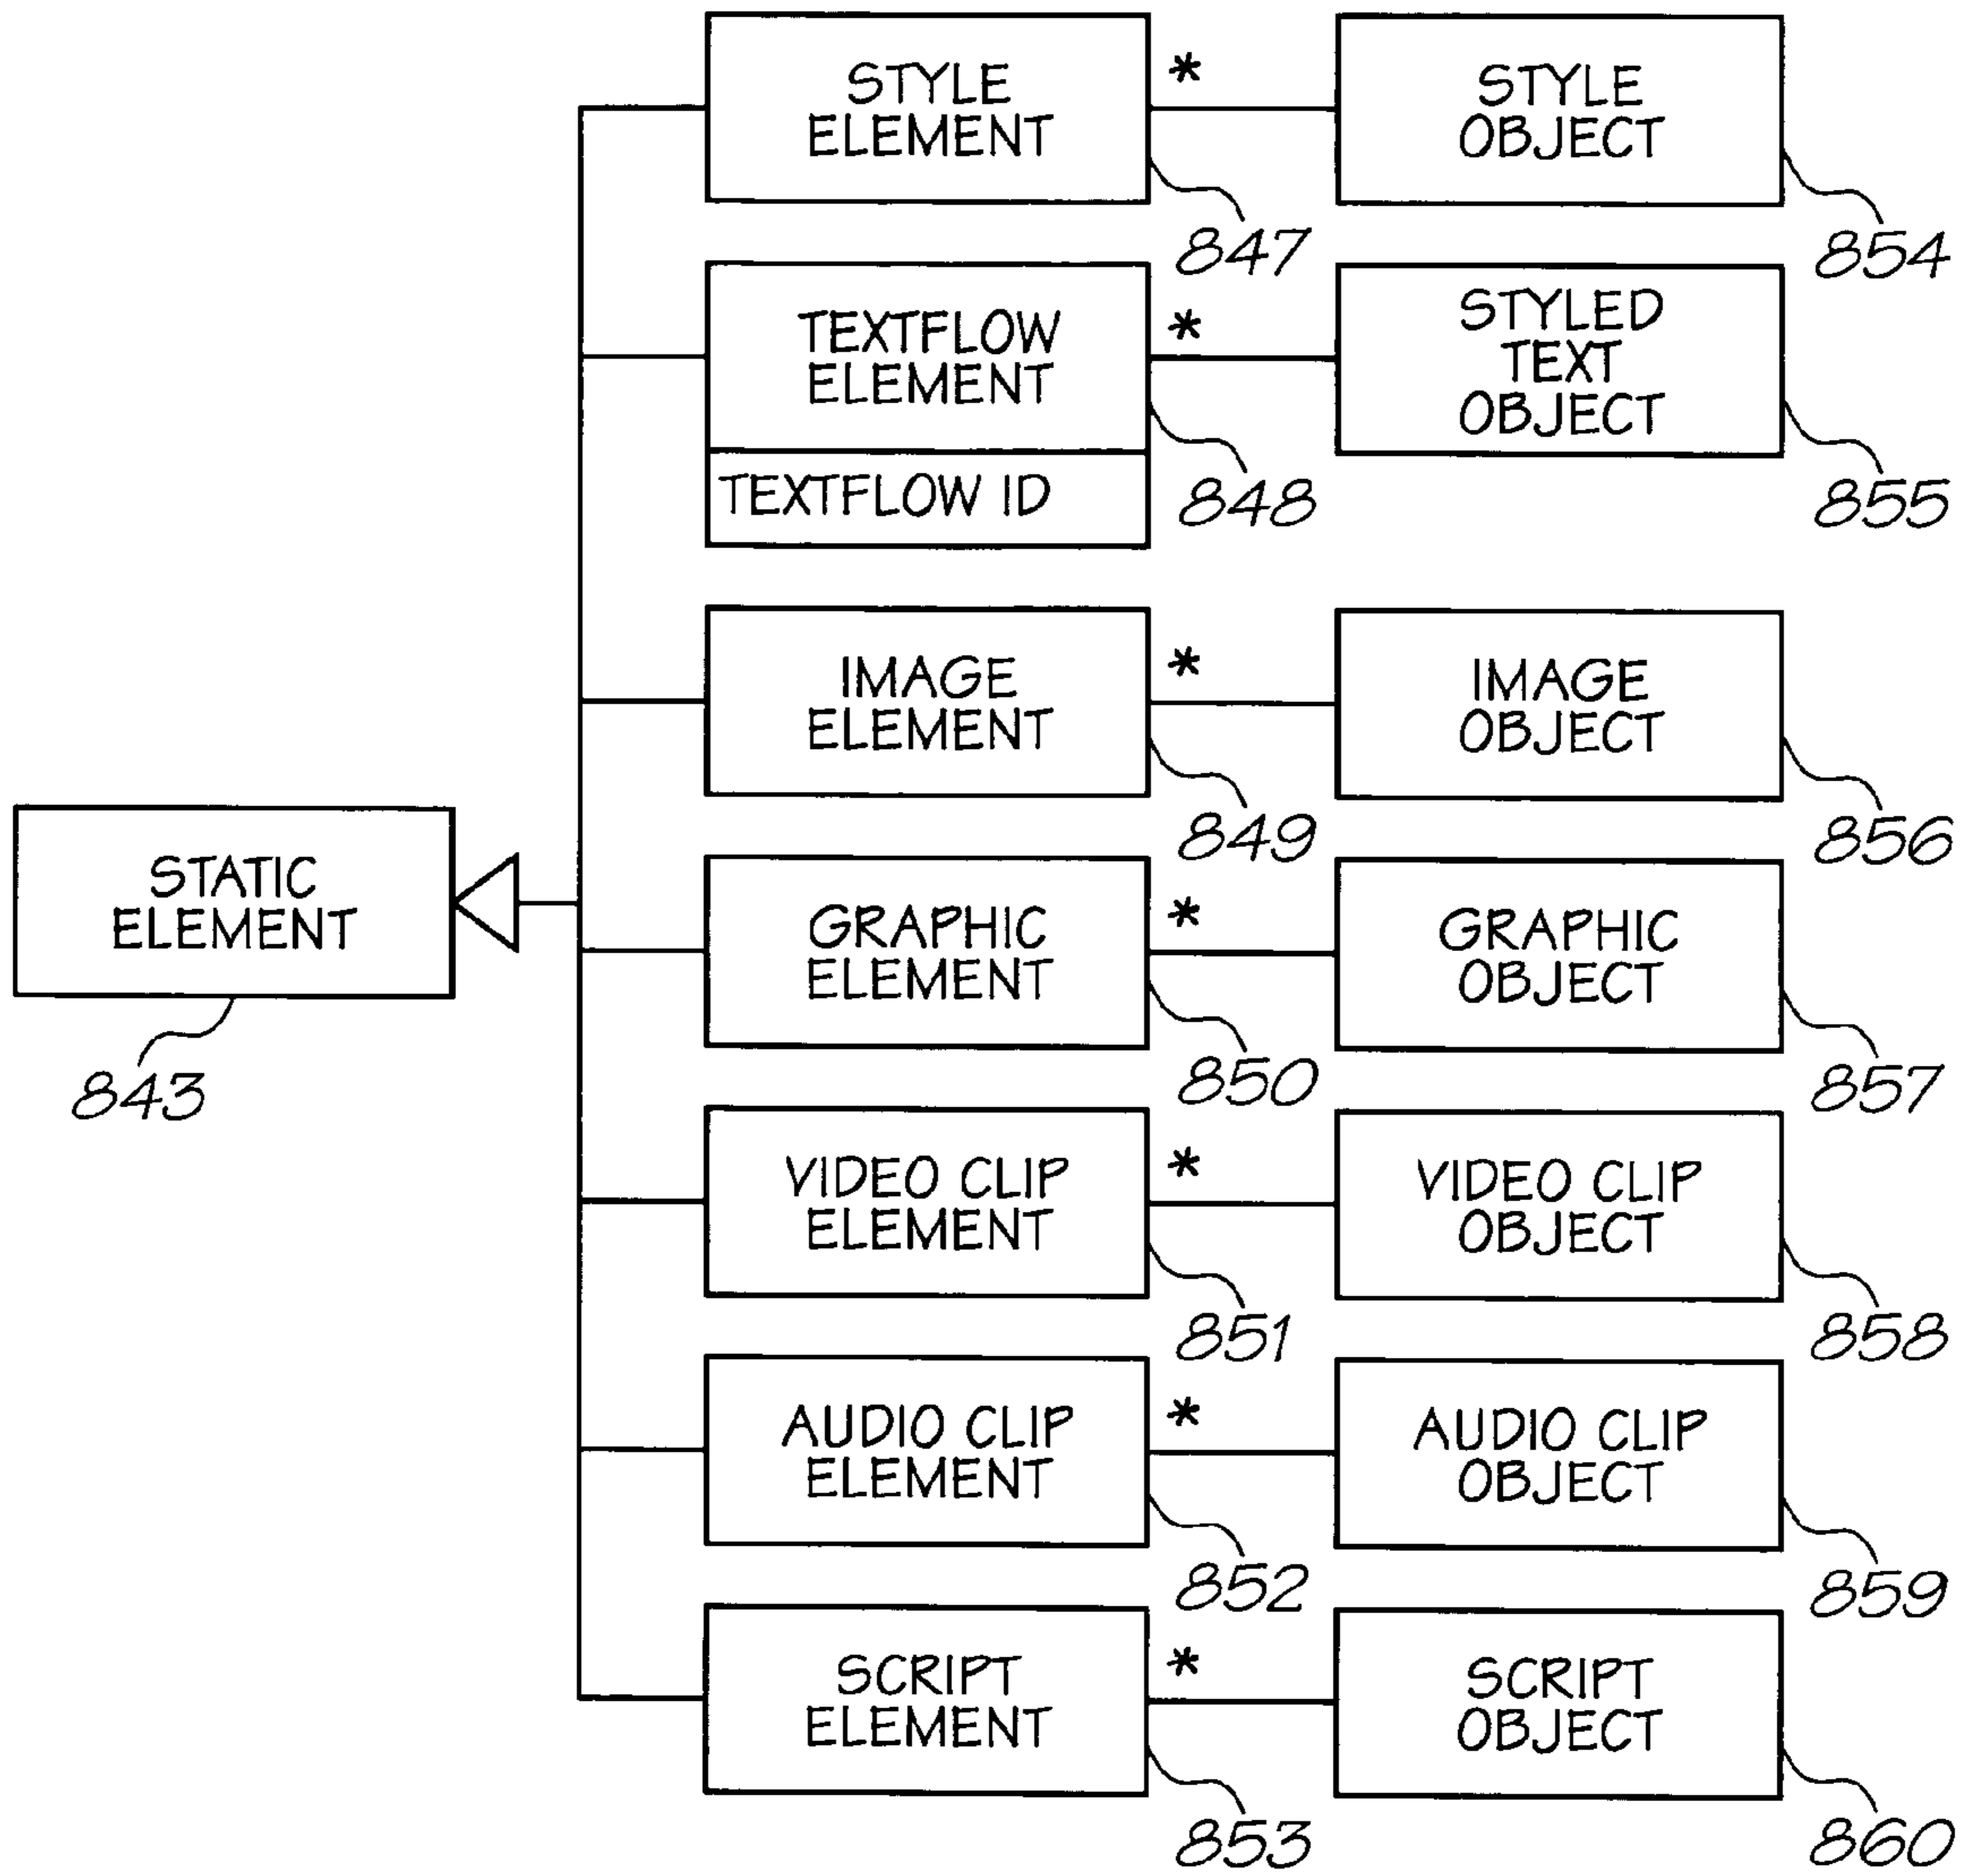 STYLE
ELEMENT
*
STYLE
OBJECT
847
854
TEXTFLOW
ELEMENT
*
STYLED
TEXT
OBJECT
TEXTFLOW ID
848
855
IMAGE
ELEMENT
*
IMAGE
OBJECT
849
856
STATIC
ELEMENT
843
GRAPHIC
ELEMENT
*
GRAPHIC
OBJECT
850
857
VIDEO CLIP
ELEMENT
*
VIDEO CLIP
OBJECT
851
858
AUDIO CLIP
ELEMENT
*
AUDIO CLIP
OBJECT
852
859
SCRIPT
ELEMENT
*
SCRIPT
OBJECT
853
860